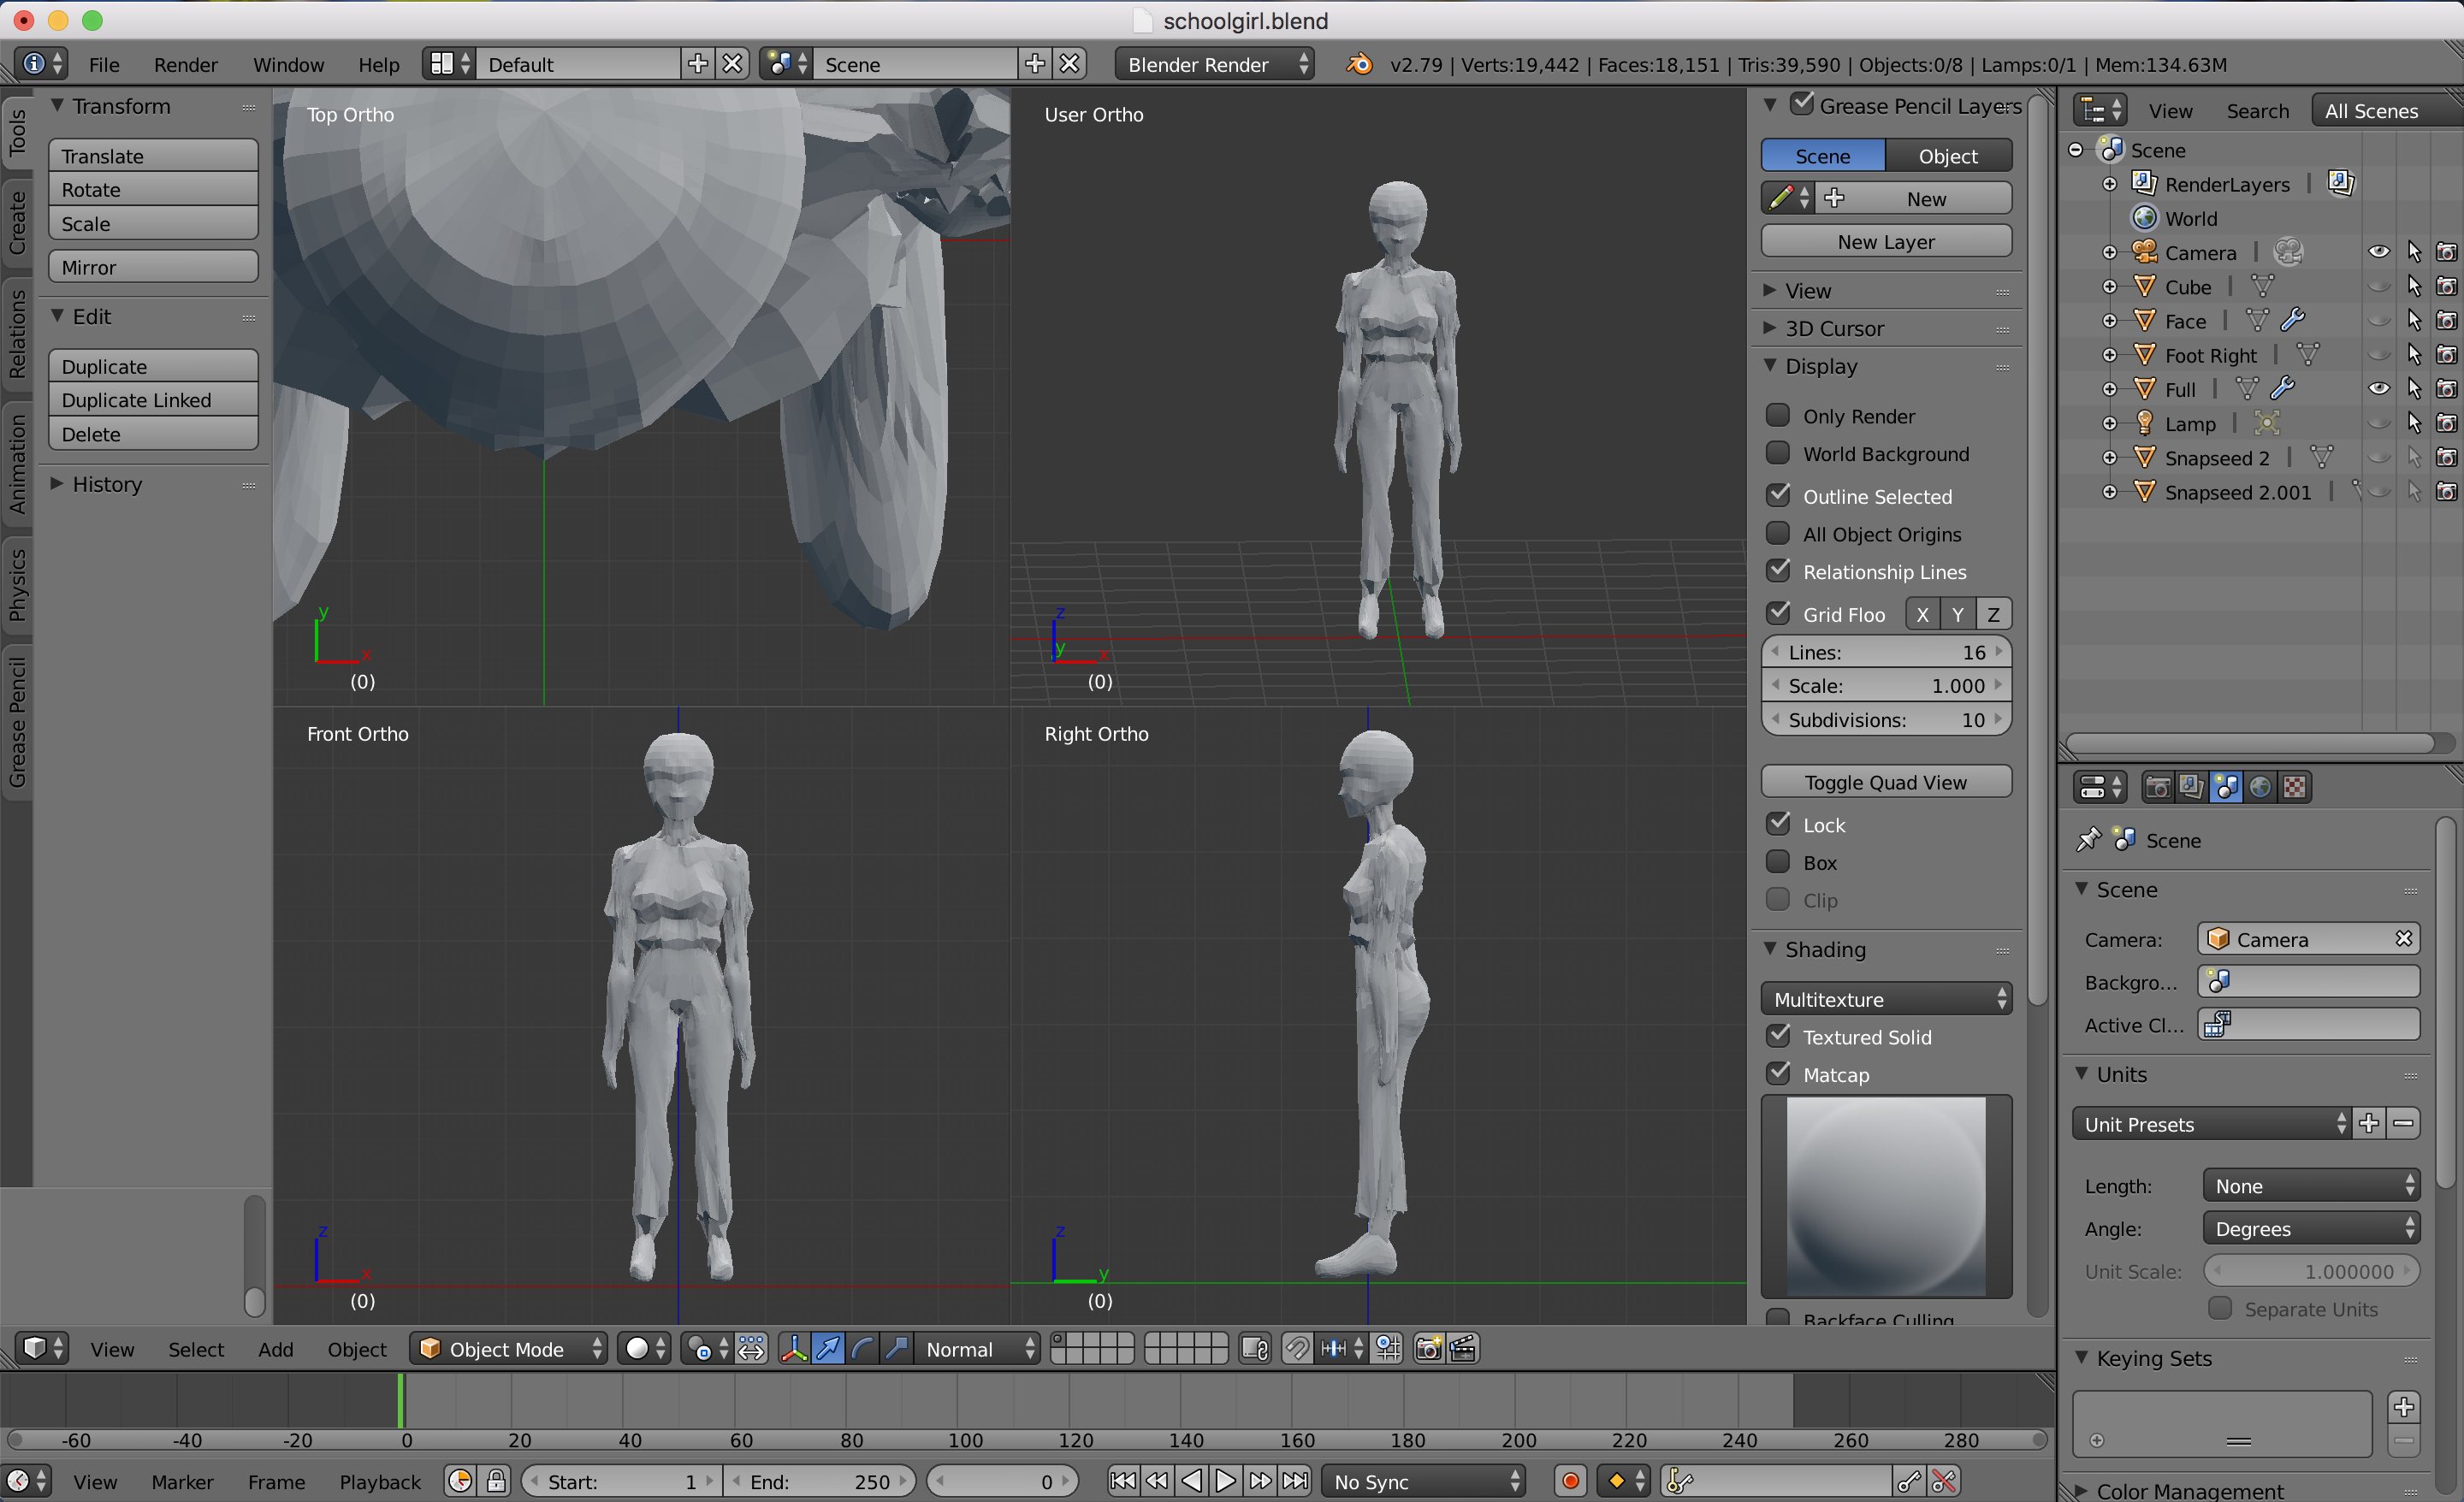 schoolgirl.blend
File Render Window Help Default Scene Blender Render v2.79 | Verts:19,442 | Faces:18,151 | Tris:39,590 | Objects:0/8 | Lamps:0/1 | Mem:134.63M
Tools
Create
Relations
Animation
Physics
Grease Pencil
Transform
Translate
Rotate
Scale
Mirror
Edit
Duplicate
Duplicate Linked
Delete
History
Top Ortho
y
x
(0)
User Ortho
z
y
x
(0)
Front Ortho
z
x
(0)
Right Ortho
z
y
(0)
Grease Pencil Layers
Scene Object
New
New Layer
View
3D Cursor
Display
Only Render
World Background
Outline Selected
All Object Origins
Relationship Lines
Grid Floo X Y Z
Lines: 16
Scale: 1.000
Subdivisions: 10
Toggle Quad View
Lock
Box
Clip
Shading
Multitexture
Textured Solid
Matcap
Backface Culling
View Search All Scenes
Scene
RenderLayers |
World
Camera |
Cube |
Face |
Foot Right |
Full |
Lamp |
Snapseed 2 |
Snapseed 2.001 |
Scene
Scene
Camera: Camera
Backgro...
Active Cl...
Units
Unit Presets
Length: None
Angle: Degrees
Unit Scale: 1.000000
Separate Units
Keying Sets
Color Management
View Select Add Object Object Mode Normal
-60 -40 -20 0 20 40 60 80 100 120 140 160 180 200 220 240 260 280
View Marker Frame Playback Start: 1 End: 250 0 No Sync